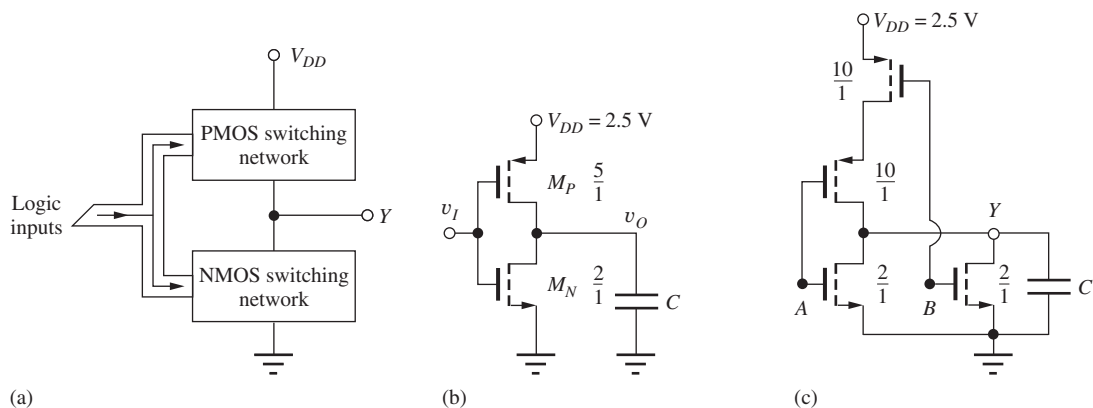 V_DD
PMOS switching
network
Logic
inputs
Y
NMOS switching
network
(a)
V_DD = 2.5 V
M_P 5/1
v_I
v_O
M_N 2/1
C
(b)
V_DD = 2.5 V
10/1
10/1
Y
A
2/1
B
2/1
C
(c)